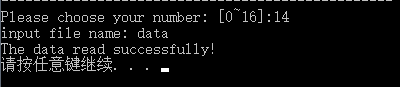 Please choose your number: [0~16]:14
input file name: data
The data read successfully!
请按任意键继续. . .